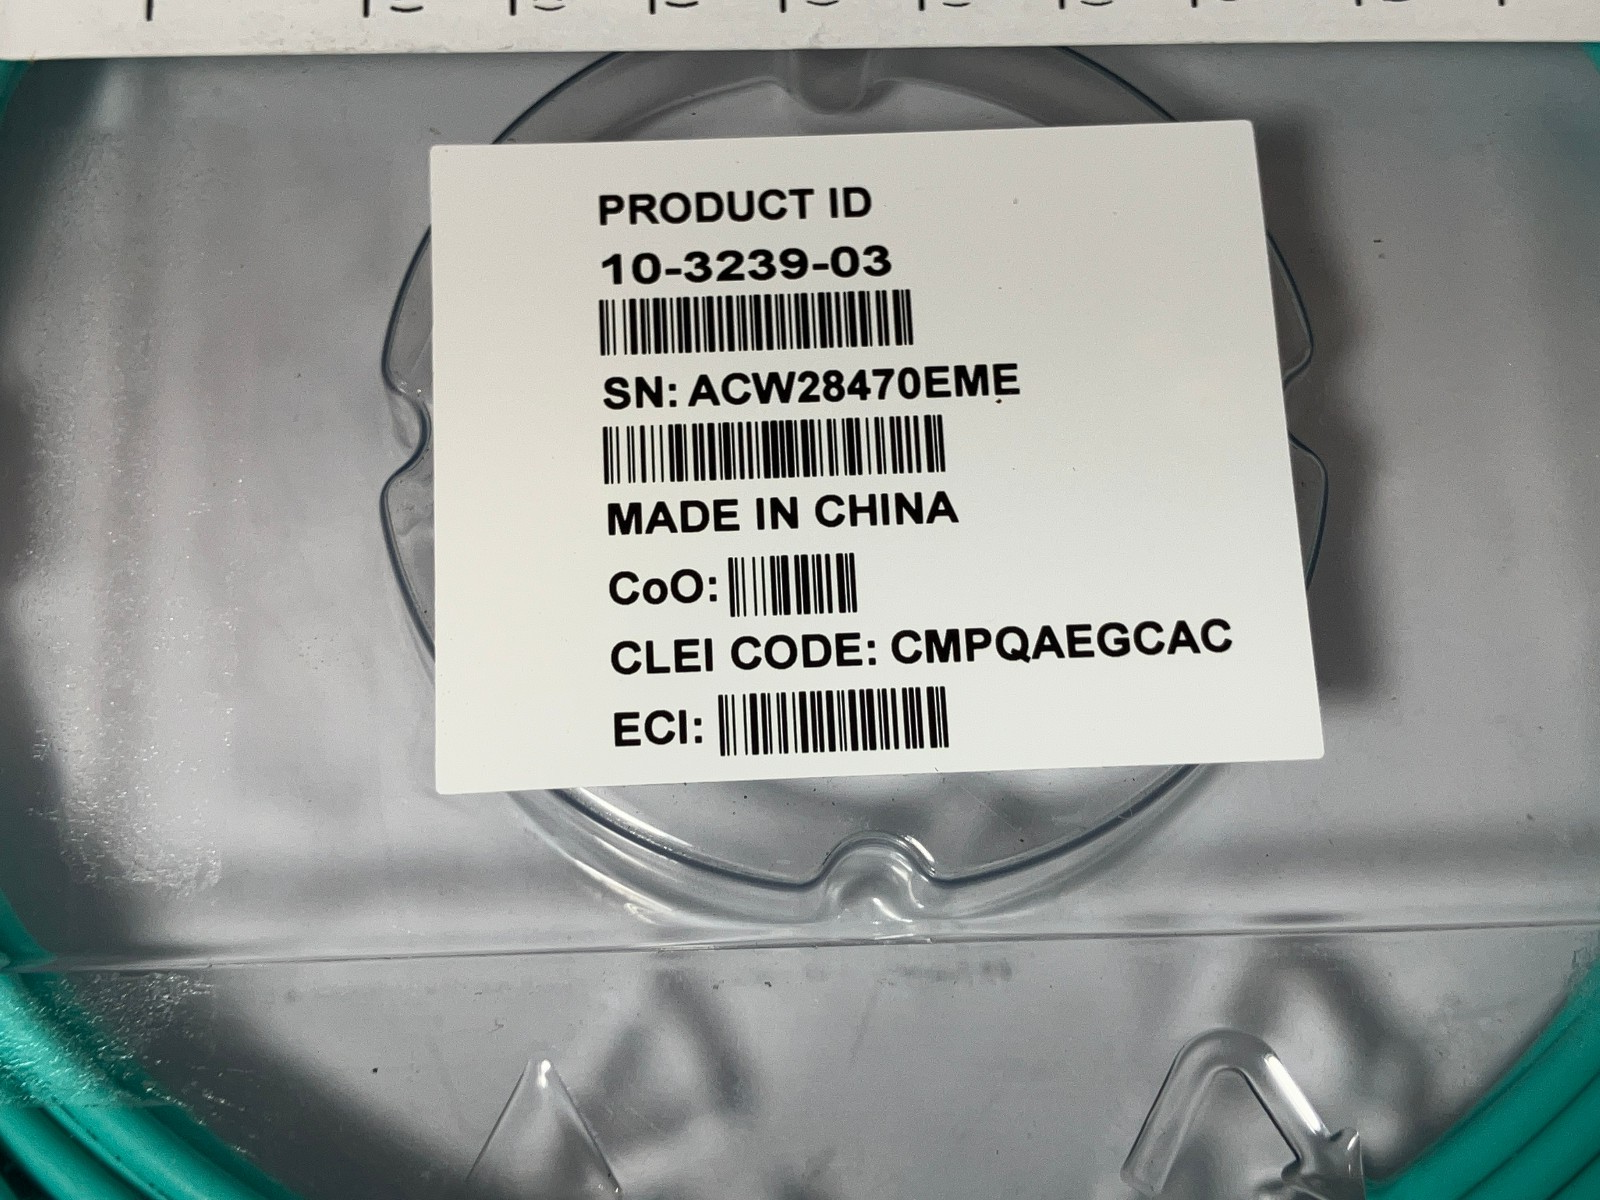 PRODUCT ID
10-3239-03
SN: ACW28470EME
MADE IN CHINA
CoO:
CLEI CODE: CMPQAEGCAC
ECI: